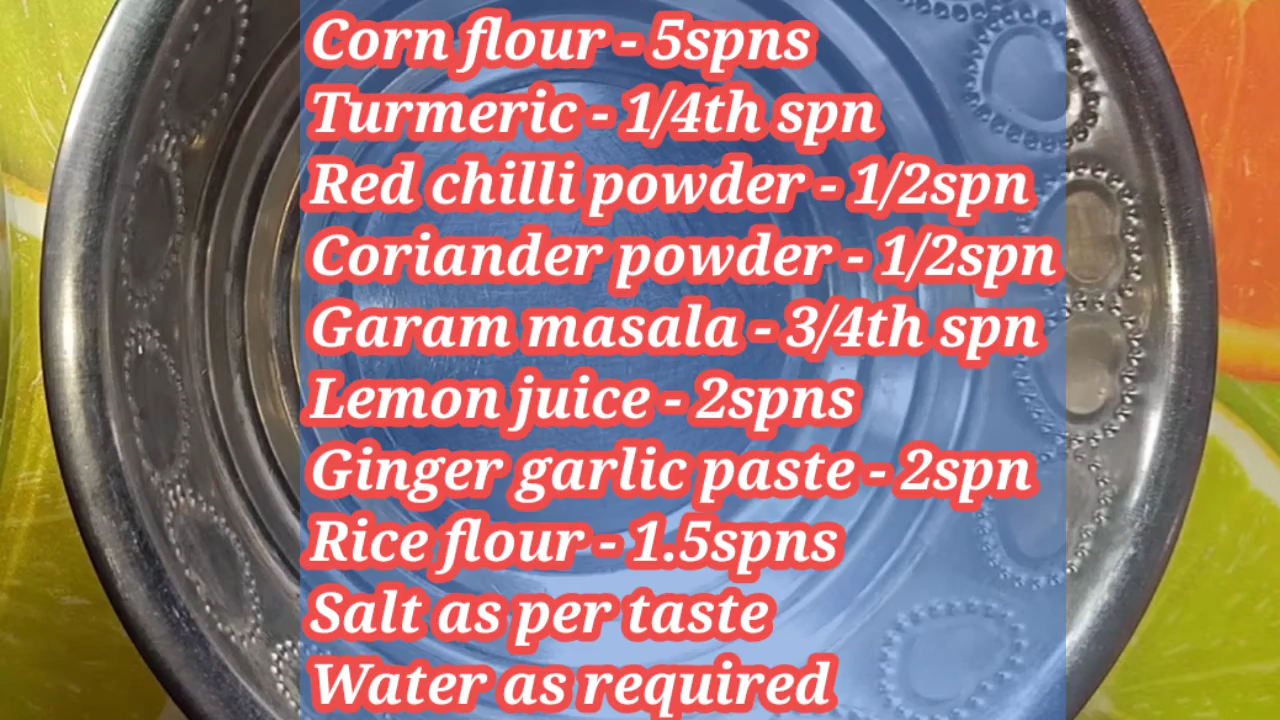 Corn flour - 5spns
Turmeric - 1/4th spn
Red chilli powder - 1/2spn
Coriander powder - 1/2spn
Garam masala - 3/4th spn
Lemon juice - 2spns
Ginger garlic paste - 2spn
Rice flour - 1.5spns
Salt as per taste
Water as required